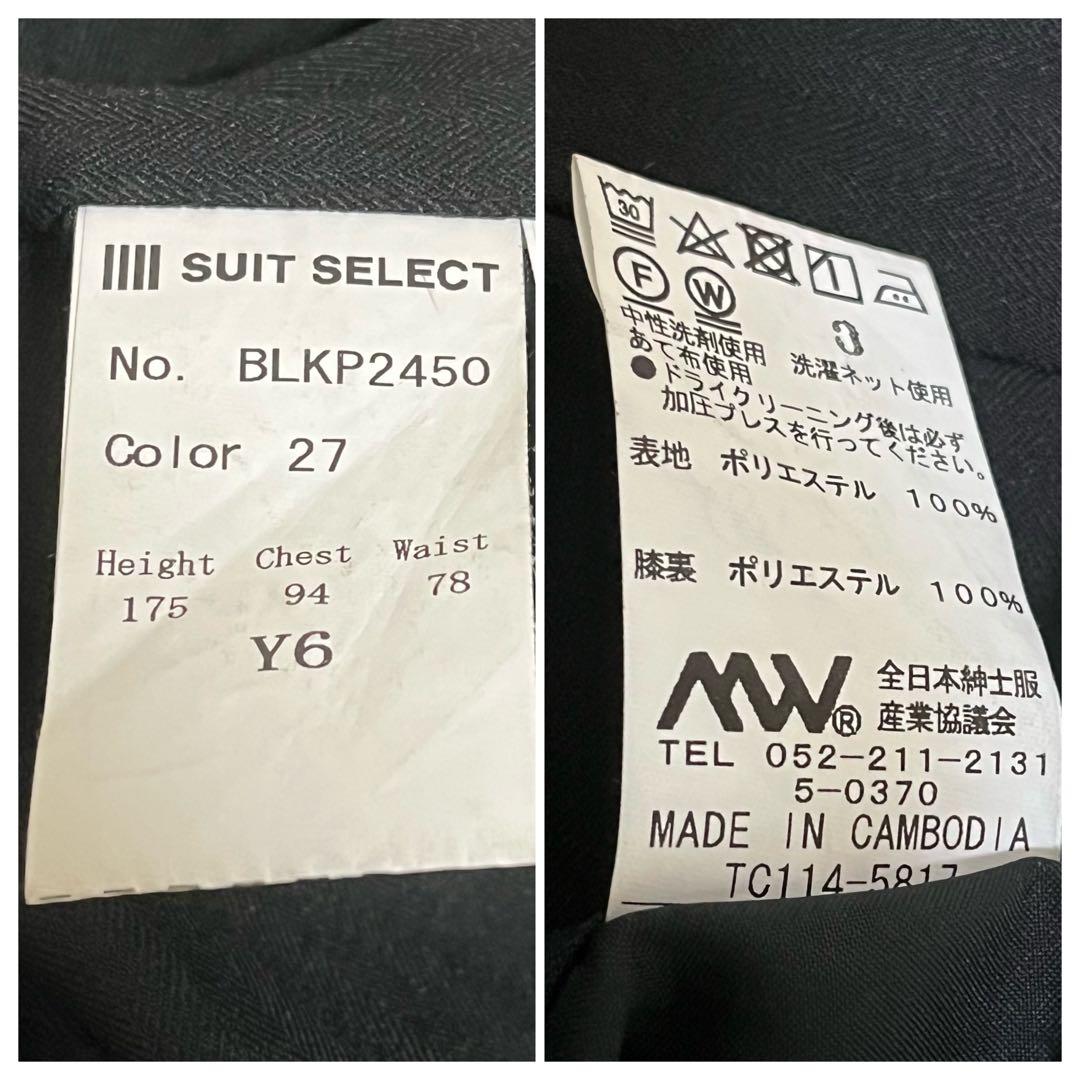 SUIT SELECT
No. BLKP2450
Color 27
Height Chest Waist
175 94 78
Y6
30
F W
中性洗剤使用 洗濯ネット使用
あて布使用
●ドライクリーニング後は必ず
加圧プレスを行ってください。
表地 ポリエステル 100%
膝裏 ポリエステル 100%
MW® 全日本紳士服
産業協議会
TEL 052-211-2131
5-0370
MADE IN CAMBODIA
TC114-5817